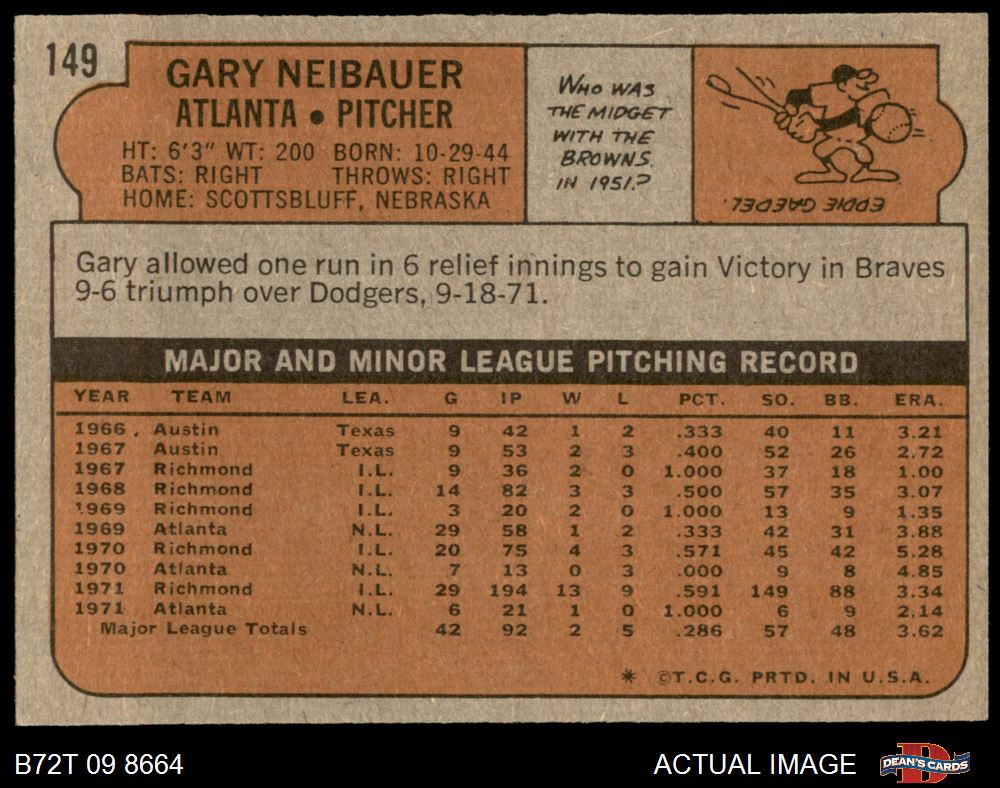 149
GARY NEIBAUER
ATLANTA • PITCHER
HT: 6'3" WT: 200 BORN: 10-29-44
BATS: RIGHT THROWS: RIGHT
HOME: SCOTTSBLUFF, NEBRASKA
WHO WAS
THE MIDGET
WITH THE
BROWNS
IN 1951?
EDDIE GAEDEL.
Gary allowed one run in 6 relief innings to gain Victory in Braves
9-6 triumph over Dodgers, 9-18-71.
MAJOR AND MINOR LEAGUE PITCHING RECORD
YEAR TEAM LEA. G IP W L PCT. SO. BB. ERA.
1966 Austin Texas 9 42 1 2 .333 40 11 3.21
1967 Austin Texas 9 53 2 3 .400 52 26 2.72
1967 Richmond I.L. 9 36 2 0 1.000 37 18 1.00
1968 Richmond I.L. 14 82 3 3 .500 57 35 3.07
1969 Richmond I.L. 3 20 2 0 1.000 13 9 1.35
1969 Atlanta N.L. 29 58 1 2 .333 42 31 3.88
1970 Richmond I.L. 20 75 4 3 .571 45 42 5.28
1970 Atlanta N.L. 7 13 0 3 .000 9 8 4.85
1971 Richmond I.L. 29 194 13 9 .591 149 88 3.34
1971 Atlanta N.L. 6 21 1 0 1.000 6 9 2.14
Major League Totals 42 92 2 5 .286 57 48 3.62
* ©T.C.G. PRTD. IN U.S.A.
B72T 09 8664 ACTUAL IMAGE DEAN'S CARDS